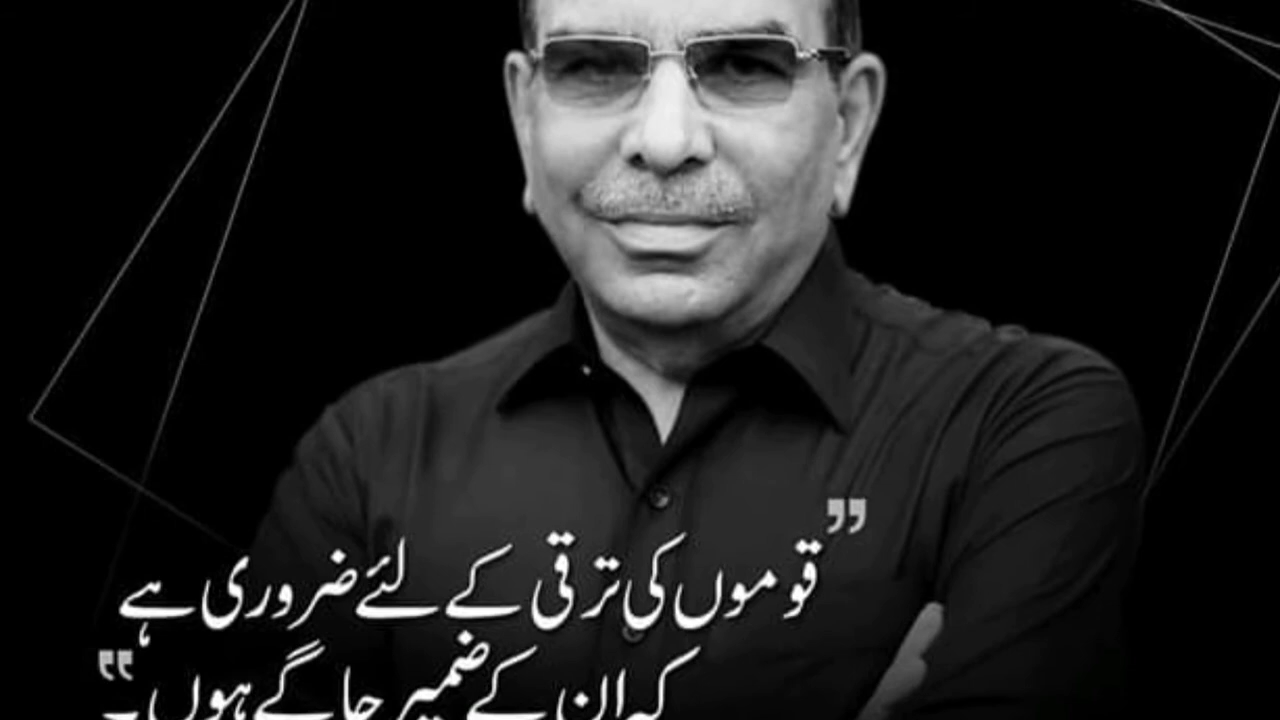 ”قوموں کی ترقی کے لئے ضروری ہے
کہ ان کے ضمیر جاگے ہوں۔“